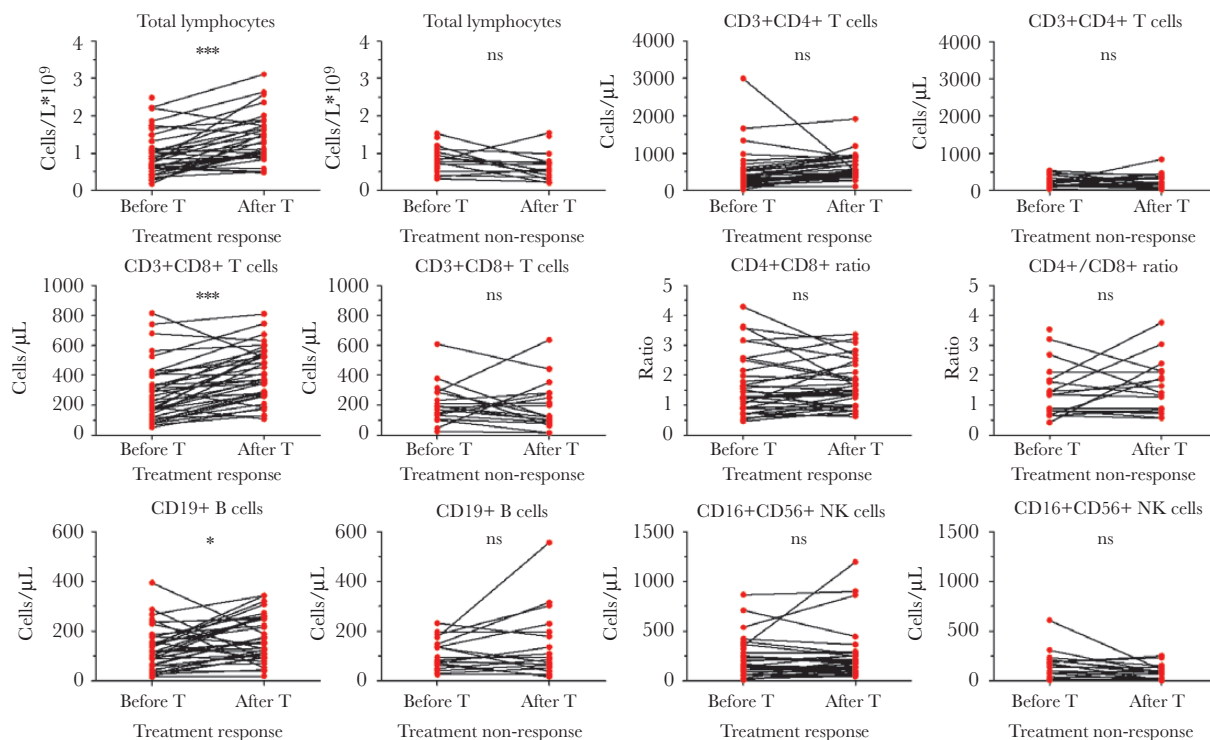 Total lymphocytes
***
Cells/L*10^9
4
3
2
1
0
Before T After T
Treatment response
Total lymphocytes
ns
Cells/L*10^9
4
3
2
1
0
Before T After T
Treatment non-response
CD3+CD4+ T cells
ns
Cells/μL
4000
3000
2000
1000
0
Before T After T
Treatment response
CD3+CD4+ T cells
ns
Cells/μL
4000
3000
2000
1000
0
Before T After T
Treatment non-response
CD3+CD8+ T cells
***
Cells/μL
1000
800
600
400
200
0
Before T After T
Treatment response
CD3+CD8+ T cells
ns
Cells/μL
1000
800
600
400
200
0
Before T After T
Treatment non-response
CD4+CD8+ ratio
ns
Ratio
5
4
3
2
1
0
Before T After T
Treatment response
CD4+/CD8+ ratio
ns
Ratio
5
4
3
2
1
0
Before T After T
Treatment non-response
CD19+ B cells
*
Cells/μL
600
400
200
0
Before T After T
Treatment response
CD19+ B cells
ns
Cells/μL
600
400
200
0
Before T After T
Treatment non-response
CD16+CD56+ NK cells
ns
Cells/μL
1500
1000
500
0
Before T After T
Treatment response
CD16+CD56+ NK cells
ns
Cells/μL
1500
1000
500
0
Before T After T
Treatment non-response